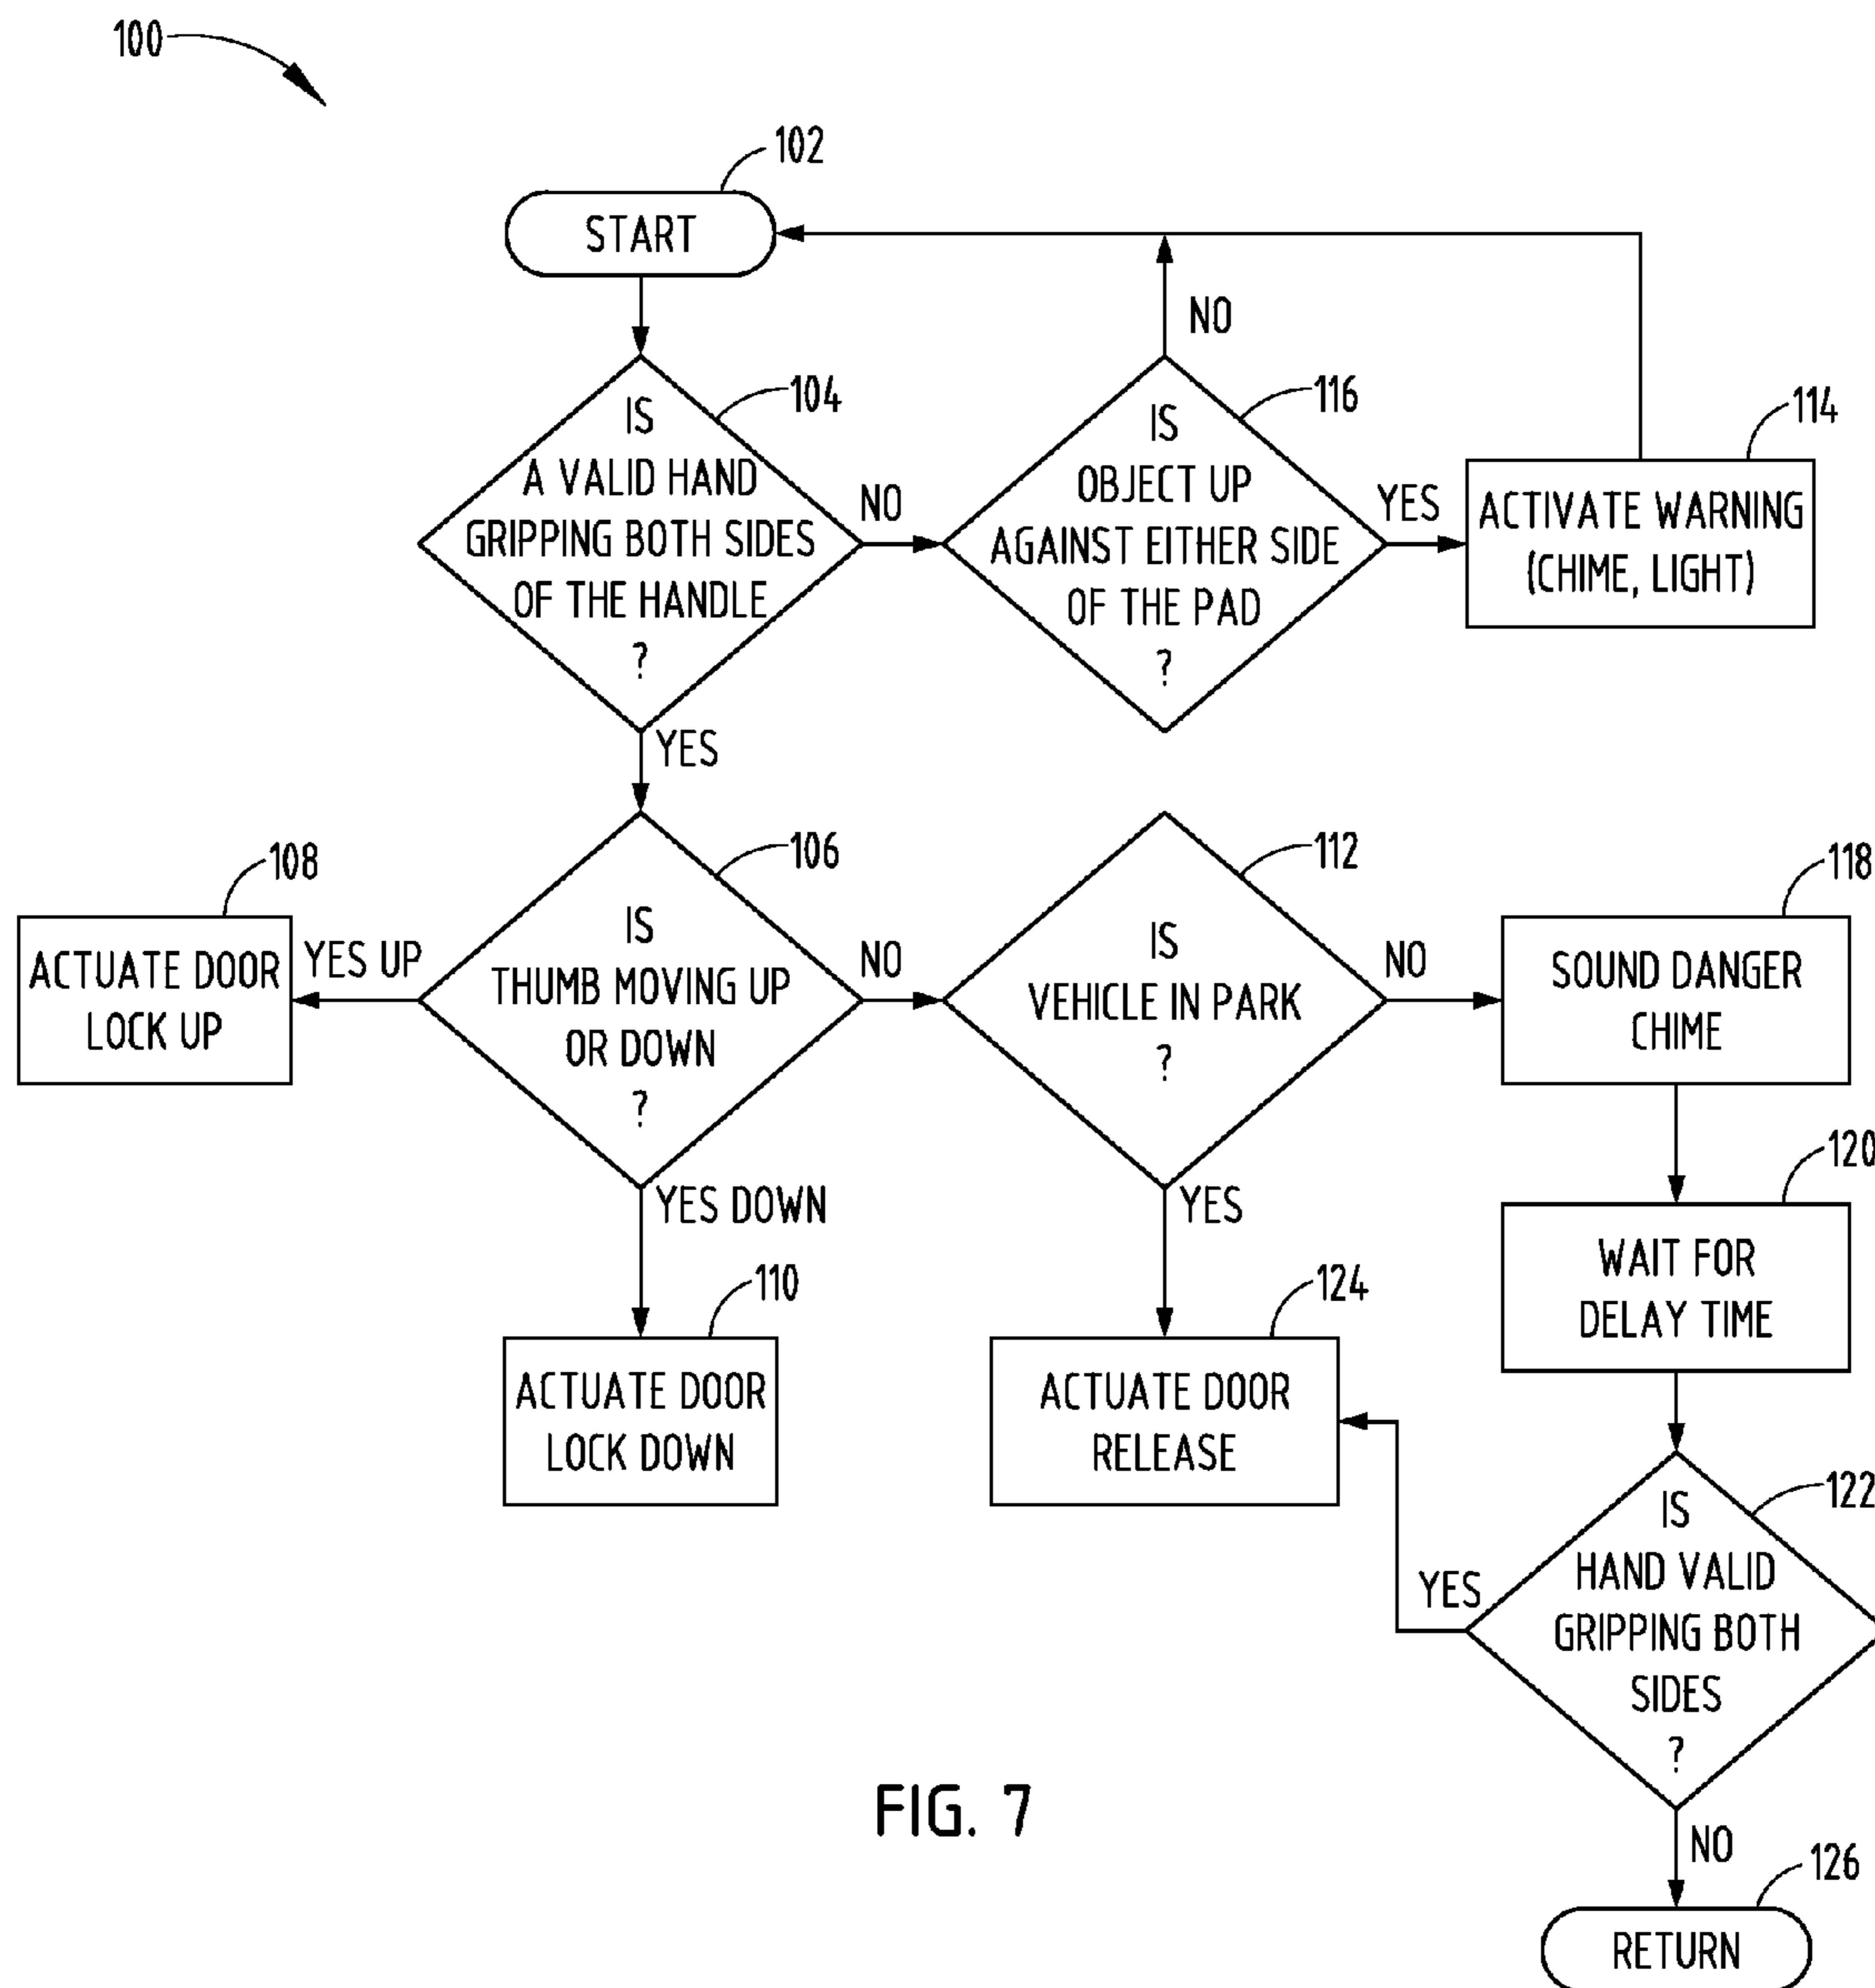 100
102
START
NO
104
IS
A VALID HAND
GRIPPING BOTH SIDES
OF THE HANDLE
?
NO
116
IS
OBJECT UP
AGAINST EITHER SIDE
OF THE PAD
?
YES
114
ACTIVATE WARNING
(CHIME, LIGHT)
YES
108
ACTUATE DOOR
LOCK UP
YES UP
106
IS
THUMB MOVING UP
OR DOWN
?
NO
112
IS
VEHICLE IN PARK
?
NO
118
SOUND DANGER
CHIME
YES DOWN
YES
120
WAIT FOR
DELAY TIME
110
ACTUATE DOOR
LOCK DOWN
124
ACTUATE DOOR
RELEASE
YES
122
IS
HAND VALID
GRIPPING BOTH
SIDES
?
NO
126
RETURN
FIG. 7